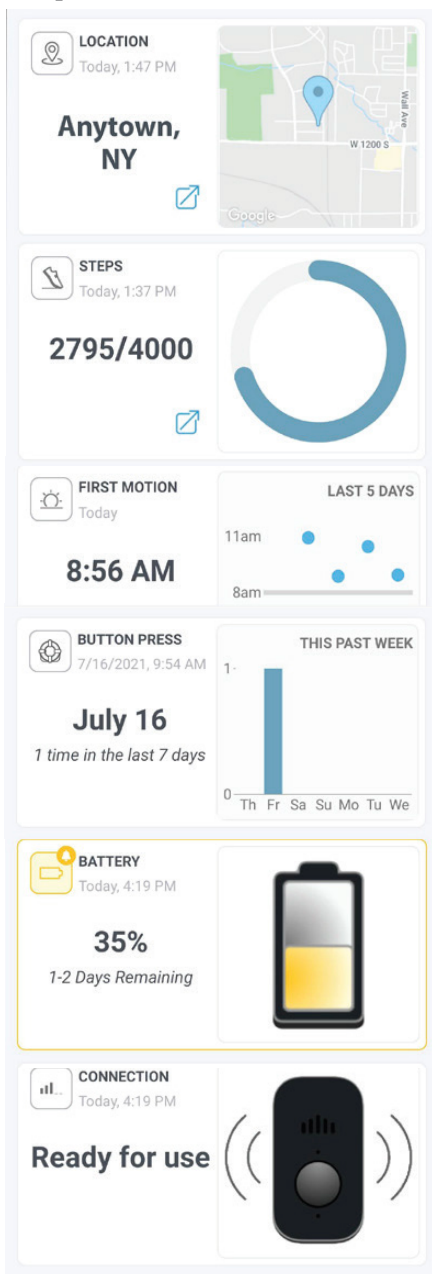 LOCATION
Today, 1:47 PM
Anytown,
NY
Wall Ave
W 1200 S
Google
STEPS
Today, 1:37 PM
2795/4000
FIRST MOTION
Today
8:56 AM
LAST 5 DAYS
11am
8am
BUTTON PRESS
7/16/2021, 9:54 AM
July 16
1 time in the last 7 days
THIS PAST WEEK
1
0
Th Fr Sa Su Mo Tu We
BATTERY
Today, 4:19 PM
35%
1-2 Days Remaining
CONNECTION
Today, 4:19 PM
Ready for use